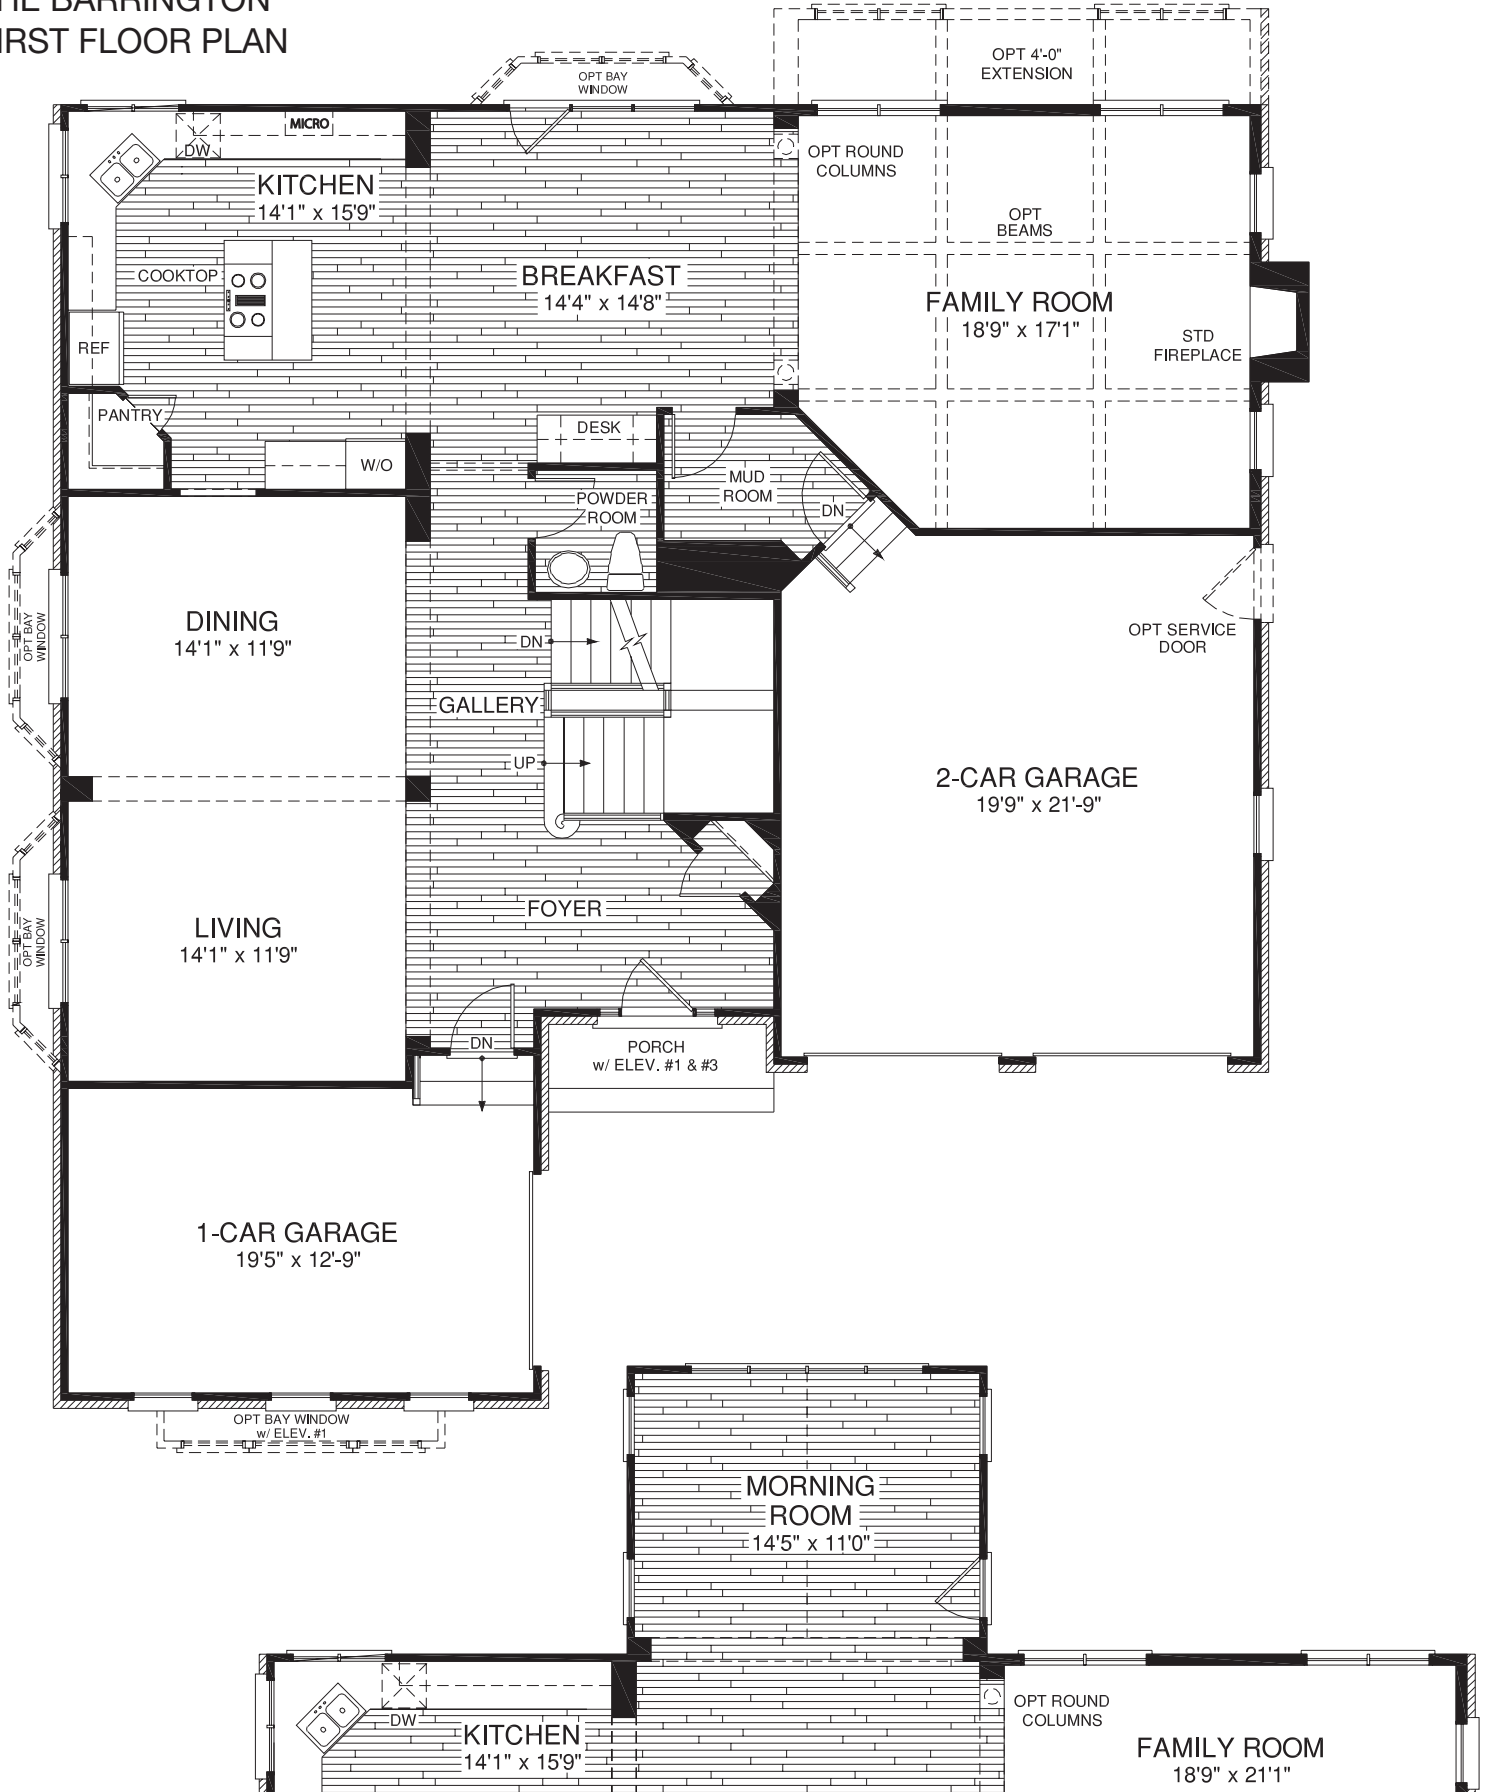 THE BARRINGTON
FIRST FLOOR PLAN
OPT 4'-0"
EXTENSION
OPT BAY
WINDOW
MICRO
DW
OPT ROUND
COLUMNS
KITCHEN
14'1" x 15'9"
OPT
BEAMS
COOKTOP
BREAKFAST
14'4" x 14'8"
FAMILY ROOM
18'9" x 17'1"
STD
FIREPLACE
REF
PANTRY
DESK
W/O
MUD
ROOM
POWDER
ROOM
DN
DINING
14'1" x 11'9"
OPT BAY
WINDOW
DN
OPT SERVICE
DOOR
GALLERY
UP
2-CAR GARAGE
19'9" x 21'-9"
FOYER
LIVING
14'1" x 11'9"
OPT BAY
WINDOW
DN
PORCH
w/ ELEV. #1 & #3
1-CAR GARAGE
19'5" x 12'-9"
OPT BAY WINDOW
w/ ELEV. #1
MORNING
ROOM
14'5" x 11'0"
DW
OPT ROUND
COLUMNS
KITCHEN
14'1" x 15'9"
FAMILY ROOM
18'9" x 21'1"